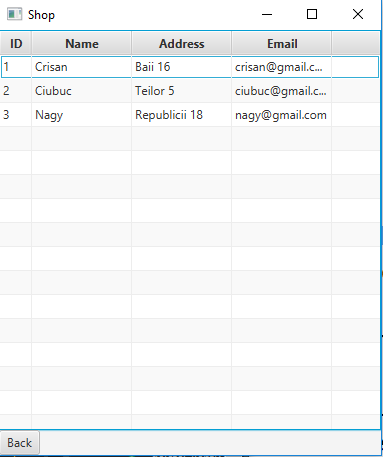 Shop
ID Name Address Email
1 Crisan Baii 16 crisan@gmail.c...
2 Ciubuc Teilor 5 ciubuc@gmail.c...
3 Nagy Republicii 18 nagy@gmail.com
Back